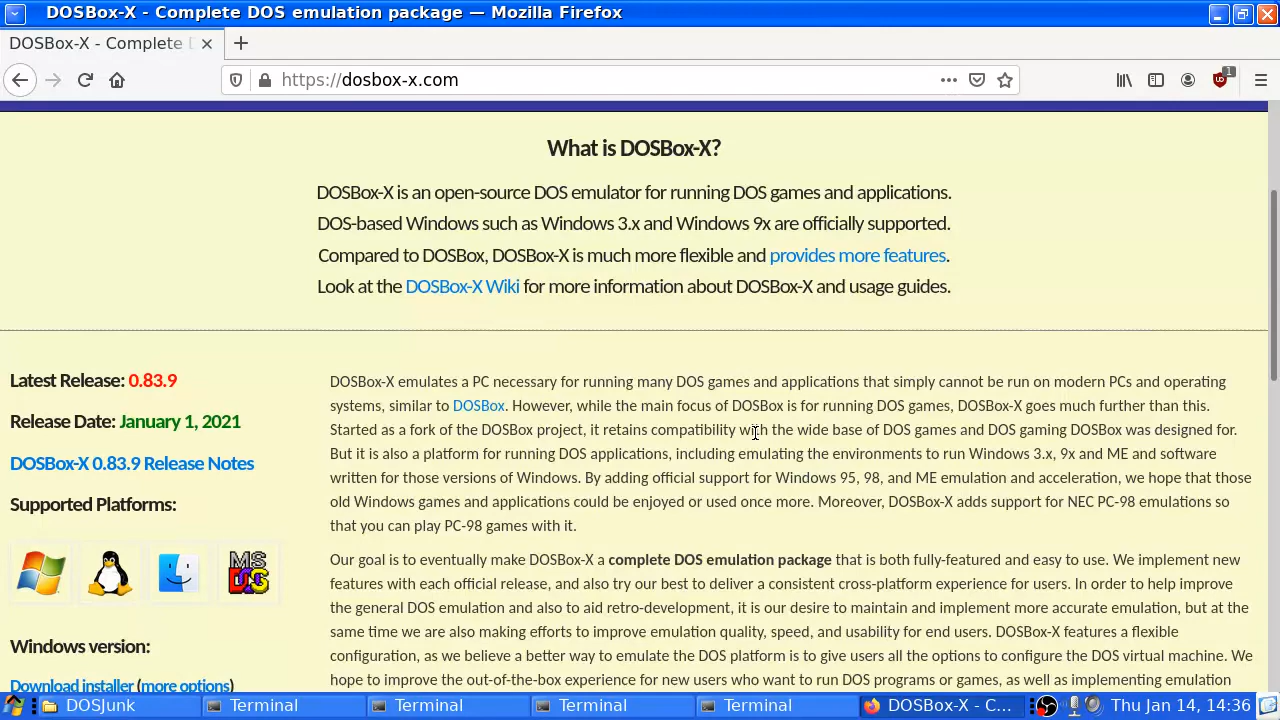 DOSBox-X - Complete DOS emulation package — Mozilla Firefox
DOSBox-X - Complete
https://dosbox-x.com
1
What is DOSBox-X?
DOSBox-X is an open-source DOS emulator for running DOS games and applications.
DOS-based Windows such as Windows 3.x and Windows 9x are officially supported.
Compared to DOSBox, DOSBox-X is much more flexible and provides more features.
Look at the DOSBox-X Wiki for more information about DOSBox-X and usage guides.
Latest Release: 0.83.9
Release Date: January 1, 2021
DOSBox-X 0.83.9 Release Notes
Supported Platforms:
MS
DOS
Windows version:
Download installer (more options)
DOSBox-X emulates a PC necessary for running many DOS games and applications that simply cannot be run on modern PCs and operating
systems, similar to DOSBox. However, while the main focus of DOSBox is for running DOS games, DOSBox-X goes much further than this.
Started as a fork of the DOSBox project, it retains compatibility with the wide base of DOS games and DOS gaming DOSBox was designed for.
But it is also a platform for running DOS applications, including emulating the environments to run Windows 3.x, 9x and ME and software
written for those versions of Windows. By adding official support for Windows 95, 98, and ME emulation and acceleration, we hope that those
old Windows games and applications could be enjoyed or used once more. Moreover, DOSBox-X adds support for NEC PC-98 emulations so
that you can play PC-98 games with it.
Our goal is to eventually make DOSBox-X a complete DOS emulation package that is both fully-featured and easy to use. We implement new
features with each official release, and also try our best to deliver a consistent cross-platform experience for users. In order to help improve
the general DOS emulation and also to aid retro-development, it is our desire to maintain and implement more accurate emulation, but at the
same time we are also making efforts to improve emulation quality, speed, and usability for end users. DOSBox-X features a flexible
configuration, as we believe a better way to emulate the DOS platform is to give users all the options to configure the DOS virtual machine. We
hope to improve the out-of-the-box experience for new users who want to run DOS programs or games, as well as implementing emulation
DOSJunk
Terminal
Terminal
Terminal
Terminal
DOSBox-X - C...
Thu Jan 14, 14:36